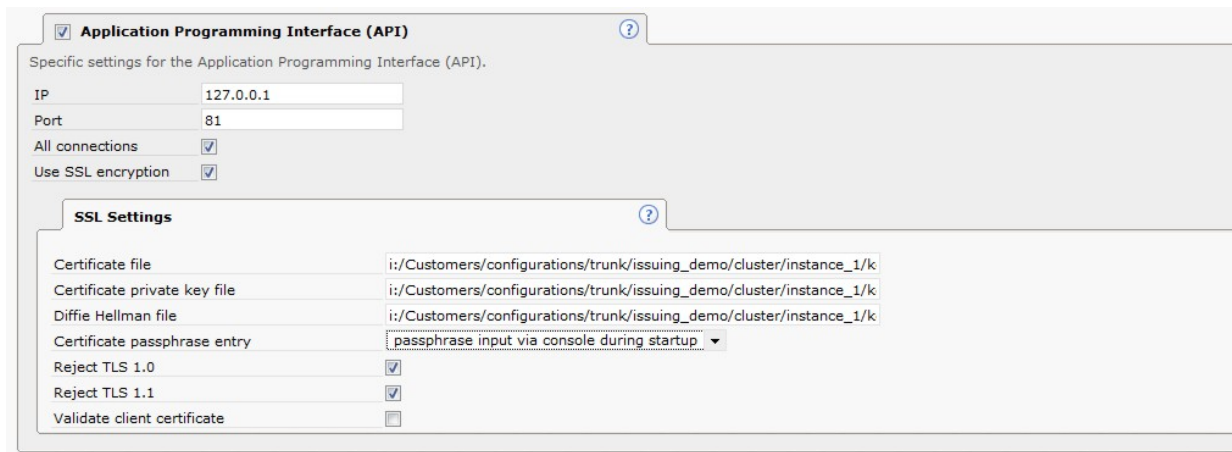 Application Programming Interface (API) ?
Specific settings for the Application Programming Interface (API).
IP 127.0.0.1
Port 81
All connections
Use SSL encryption
SSL Settings ?
Certificate file i:/Customers/configurations/trunk/issuing_demo/cluster/instance_1/k
Certificate private key file i:/Customers/configurations/trunk/issuing_demo/cluster/instance_1/k
Diffie Hellman file i:/Customers/configurations/trunk/issuing_demo/cluster/instance_1/k
Certificate passphrase entry passphrase input via console during startup
Reject TLS 1.0
Reject TLS 1.1
Validate client certificate